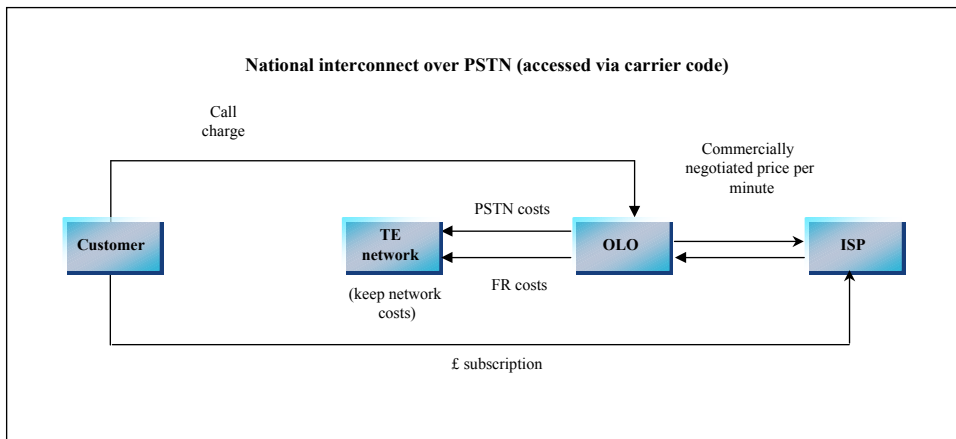 National interconnect over PSTN (accessed via carrier code)
Call
charge
Commercially
negotiated price per
minute
PSTN costs
Customer
TE
network
OLO
ISP
FR costs
(keep network
costs)
£ subscription